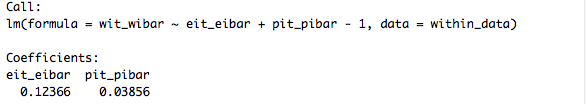 Call:
lm(formula = wit_wibar ~ eit_eibar + pit_pibar - 1, data = within_data)
Coefficients:
eit_eibar  pit_pibar
0.12366    0.03856